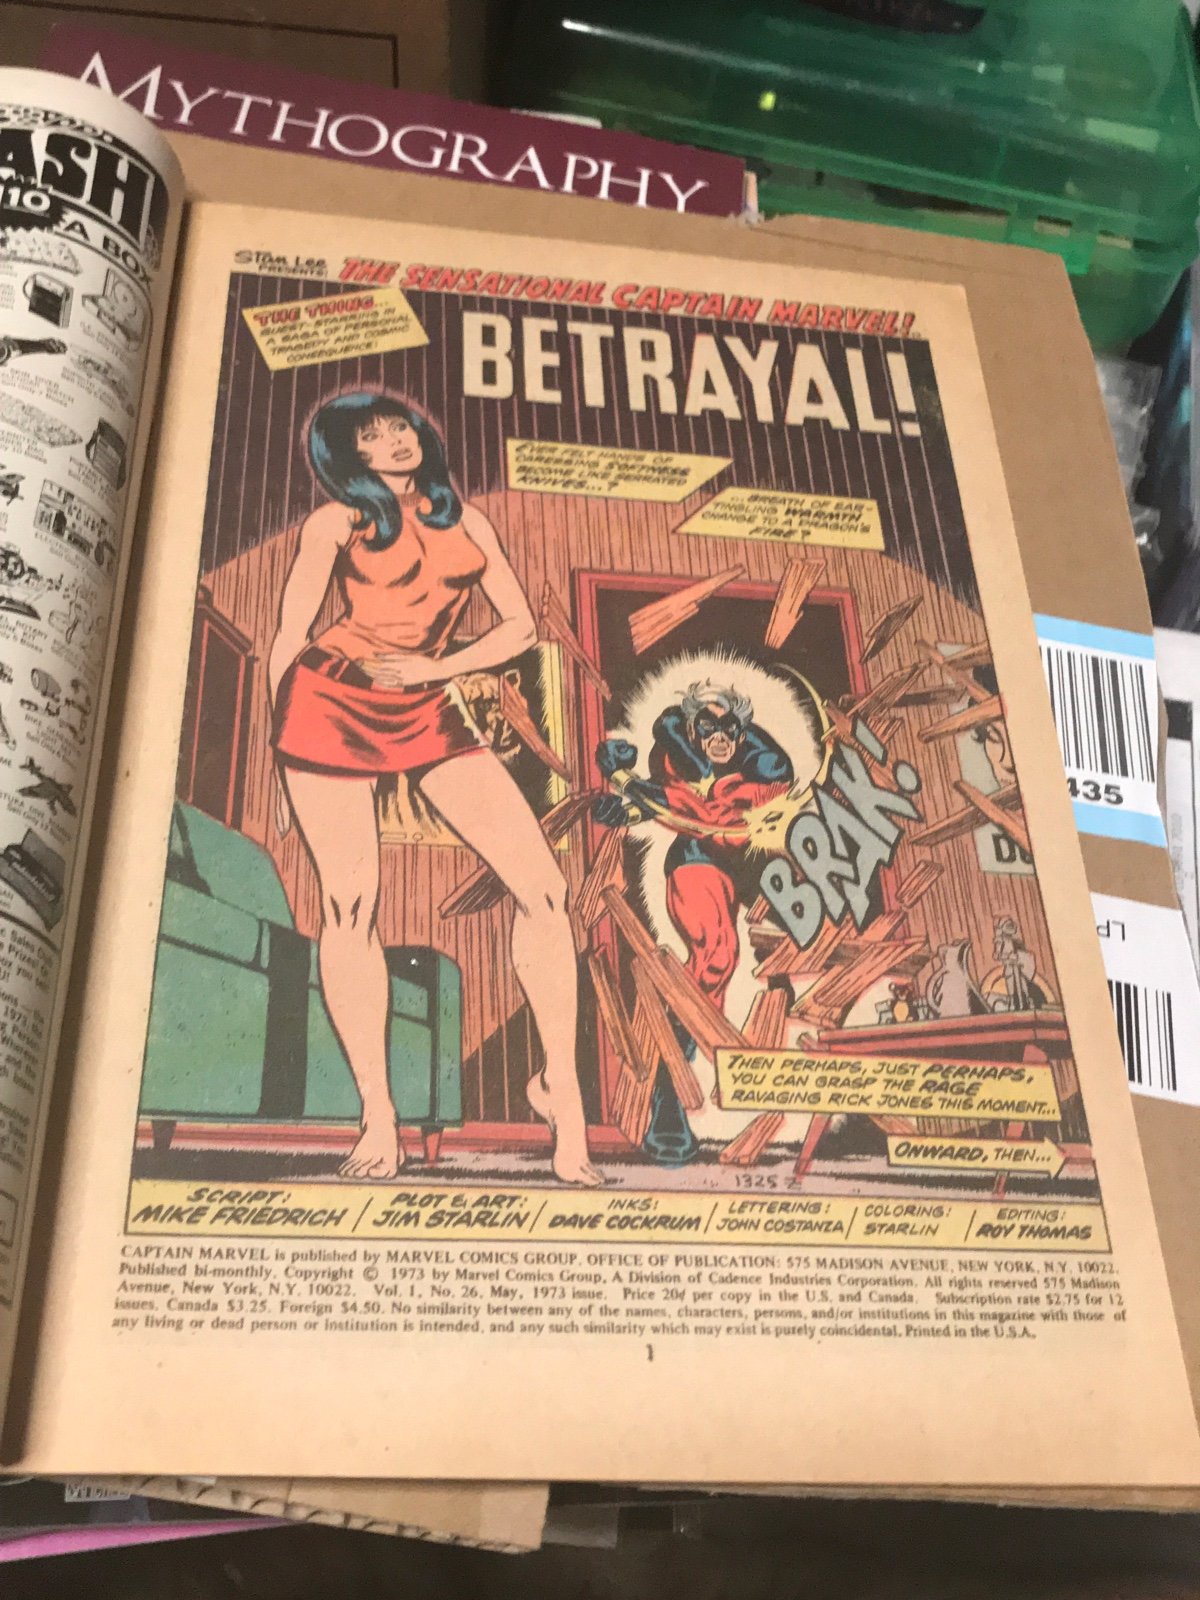 MYTHOGRAPHY
ASH
$10
A BOX
Stan Lee
PRESENTS:
THE SENSATIONAL CAPTAIN MARVEL!
THE THING...
GUEST-STARRING IN
A SAGA OF PERSONAL
TRAGEDY AND COSMIC
CONSEQUENCE!
BETRAYAL!
EVER FELT HANDS OF
CARESSING SOFTNESS
BECOME LIKE SERRATED
KNIVES...?
...BREATH OF EAR-
TINGLING WARMTH
CHANGE TO A DRAGON'S
FIRE?
BRAK!
435
LP
THEN PERHAPS, JUST PERHAPS,
YOU CAN GRASP THE RAGE
RAVAGING RICK JONES THIS MOMENT...
ONWARD, THEN...
1325 Z
SCRIPT: MIKE FRIEDRICH / PLOT & ART: JIM STARLIN / INKS: DAVE COCKRUM / LETTERING: JOHN COSTANZA / COLORING: STARLIN / EDITING: ROY THOMAS
CAPTAIN MARVEL is published by MARVEL COMICS GROUP. OFFICE OF PUBLICATION: 575 MADISON AVENUE, NEW YORK, N.Y. 10022.
Published bi-monthly. Copyright © 1973 by Marvel Comics Group, A Division of Cadence Industries Corporation. All rights reserved 575 Madison
Avenue, New York, N.Y. 10022. Vol. 1, No. 26, May, 1973 issue. Price 20¢ per copy in the U.S. and Canada. Subscription rate $2.75 for 12
issues. Canada $3.25. Foreign $4.50. No similarity between any of the names, characters, persons, and/or institutions in this magazine with those of
any living or dead person or institution is intended, and any such similarity which may exist is purely coincidental. Printed in the U.S.A.
1